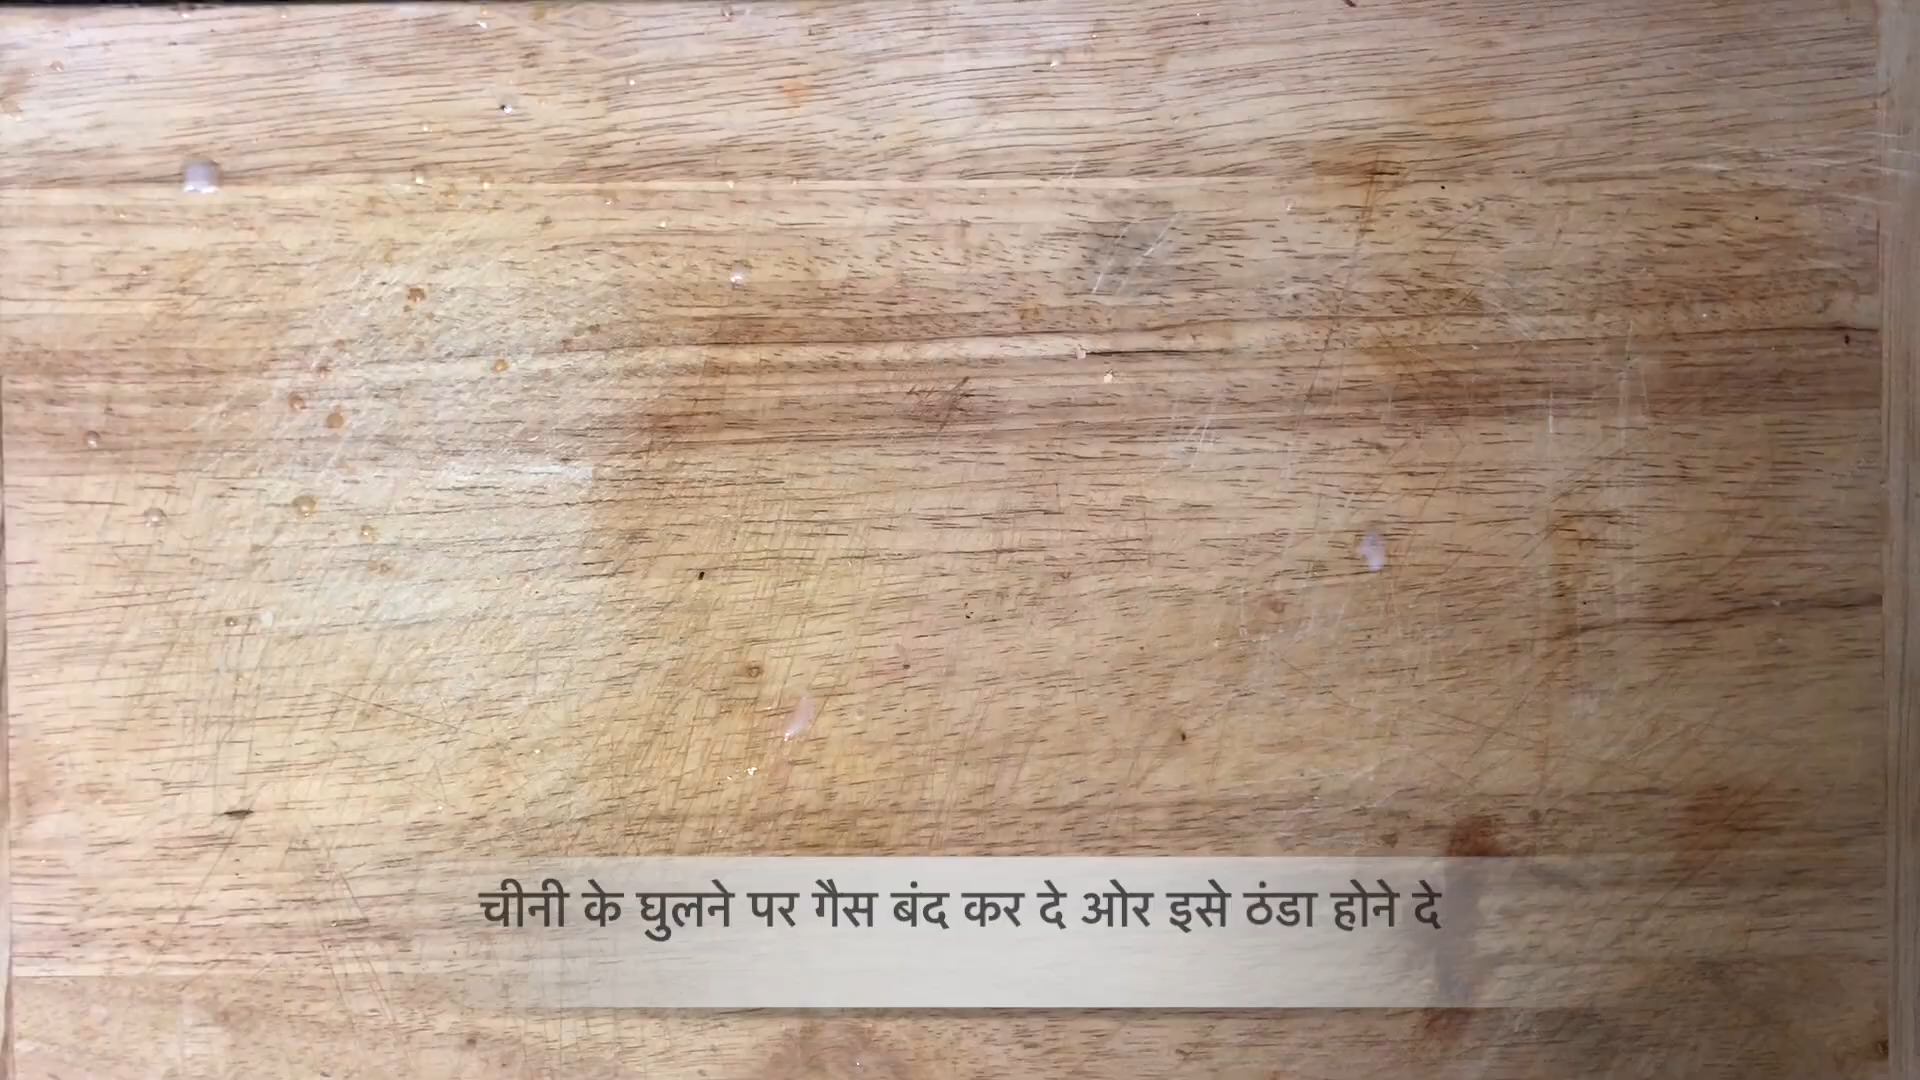 चीनी के घुलने पर गैस बंद कर दे ओर इसे ठंडा होने दे